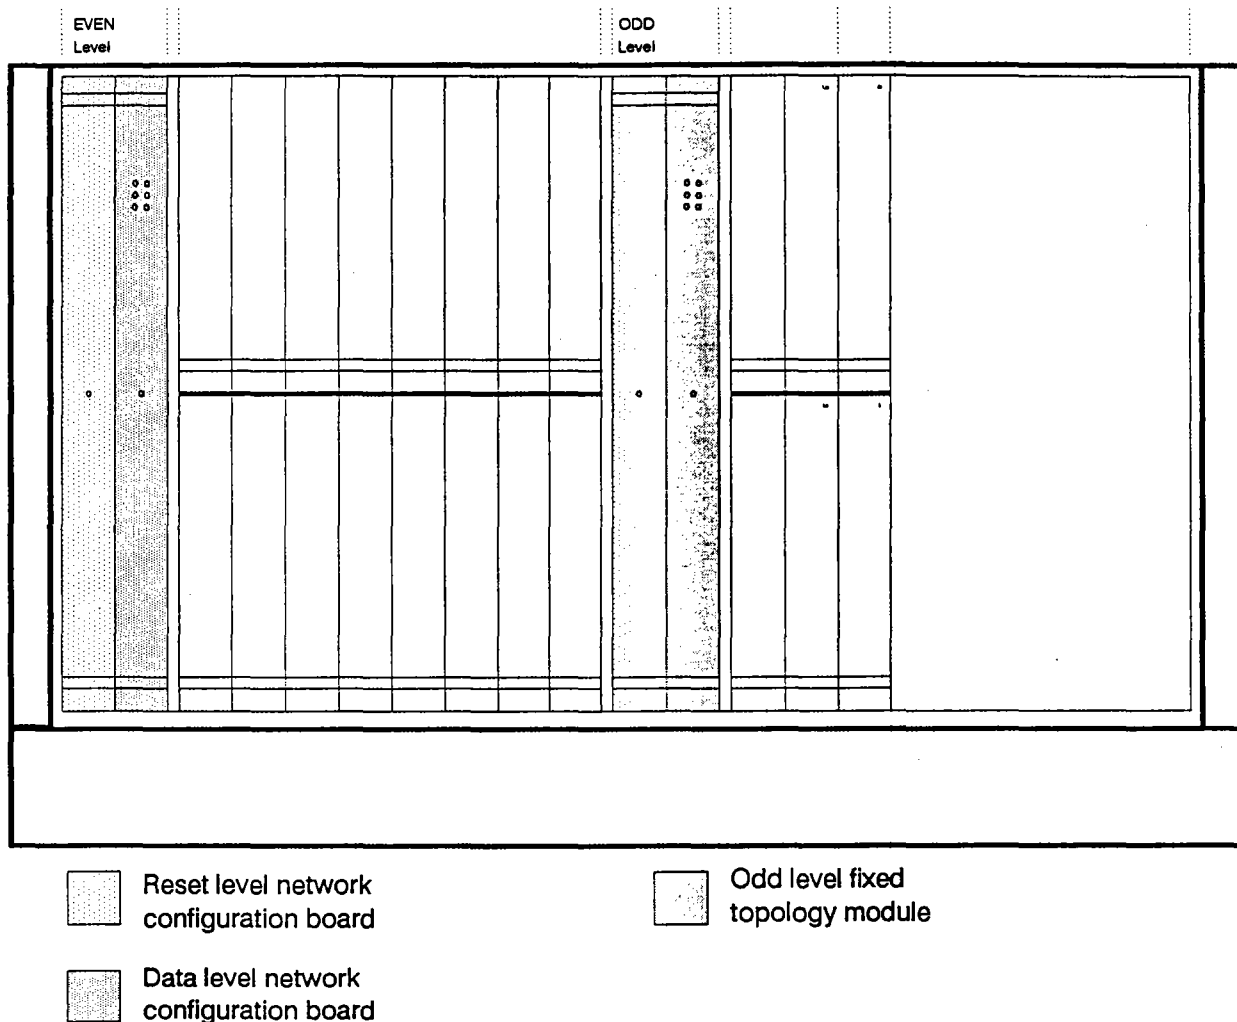 EVEN
Level
ODD
Level
Reset level network
configuration board
Odd level fixed
topology module
Data level network
configuration board